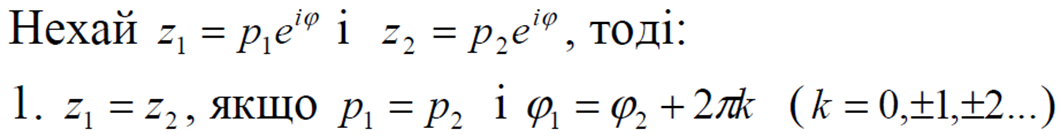 Нехай z₁ = p₁e^{iφ} і z₂ = p₂e^{iφ}, тоді:
1. z₁ = z₂, якщо p₁ = p₂ і φ₁ = φ₂ + 2πk (k = 0,±1,±2...)